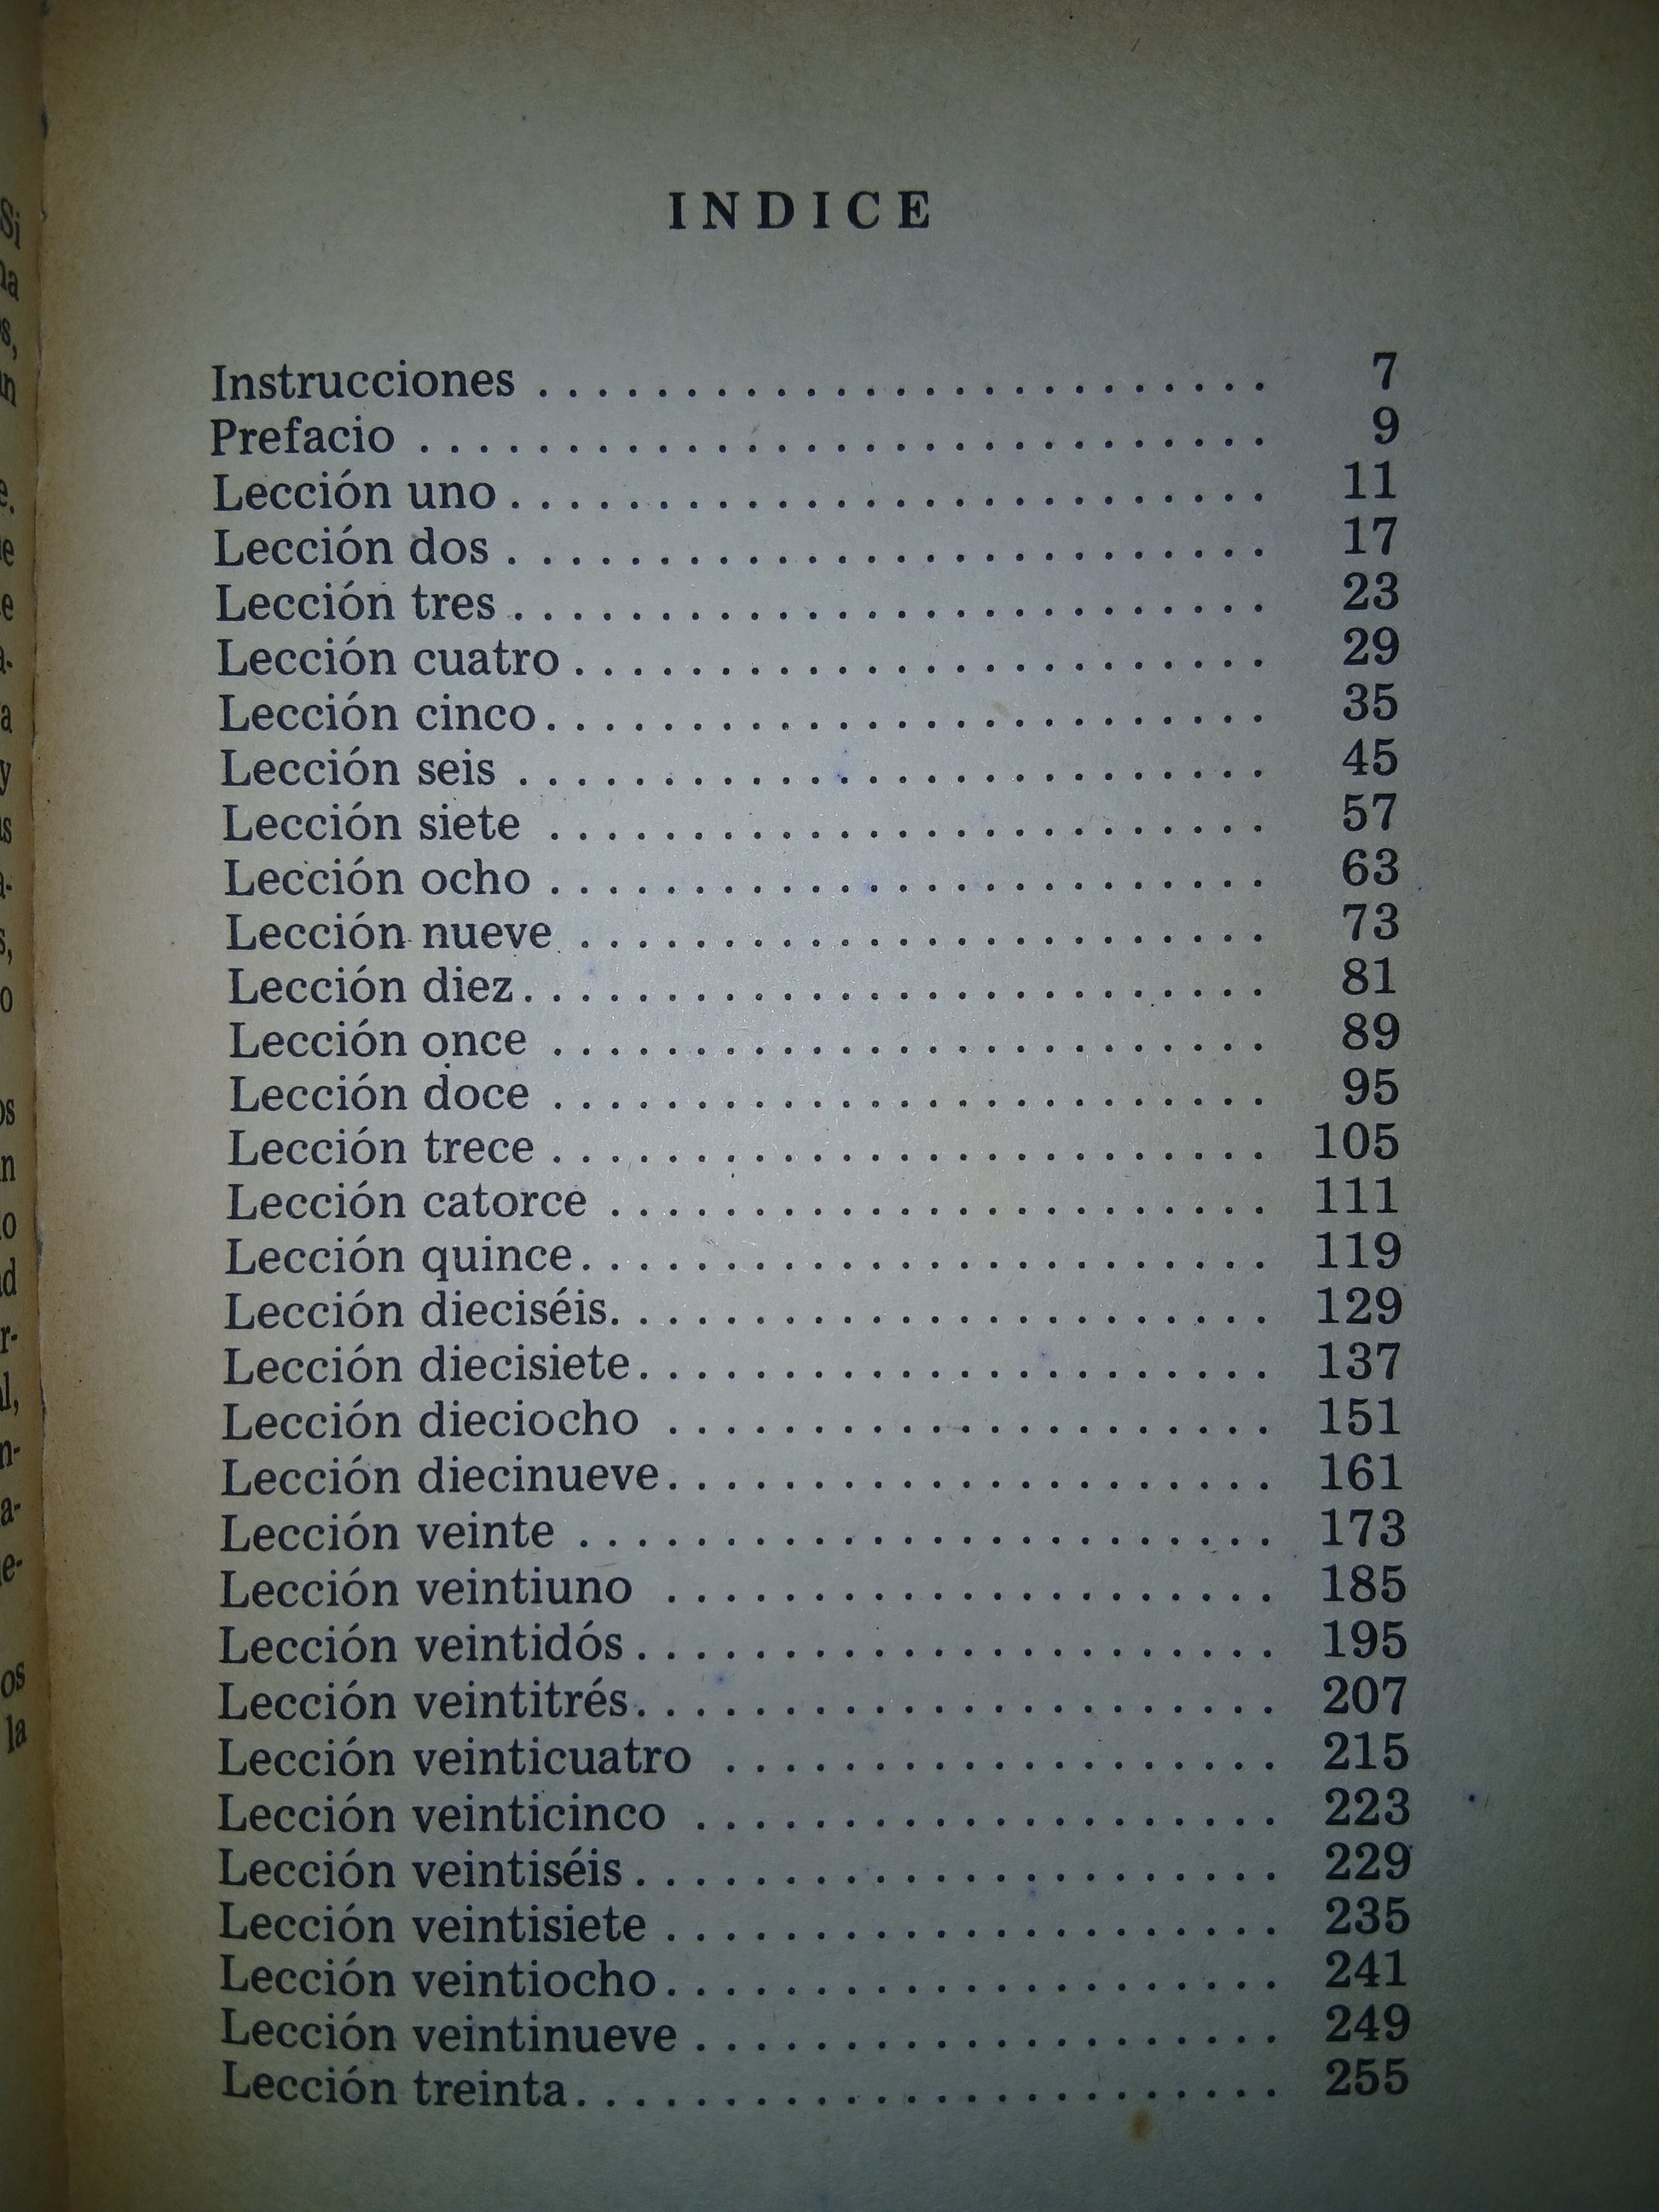 INDICE
Instrucciones . . . . . . . . . . . . . . . . . . . . . . . . . 7
Prefacio . . . . . . . . . . . . . . . . . . . . . . . . . . . . . 9
Lección uno . . . . . . . . . . . . . . . . . . . . . . . . . . 11
Lección dos . . . . . . . . . . . . . . . . . . . . . . . . . . 17
Lección tres . . . . . . . . . . . . . . . . . . . . . . . . . . 23
Lección cuatro . . . . . . . . . . . . . . . . . . . . . . . . 29
Lección cinco . . . . . . . . . . . . . . . . . . . . . . . . . 35
Lección seis . . . . . . . . . . . . . . . . . . . . . . . . . . 45
Lección siete . . . . . . . . . . . . . . . . . . . . . . . . . 57
Lección ocho . . . . . . . . . . . . . . . . . . . . . . . . . 63
Lección nueve . . . . . . . . . . . . . . . . . . . . . . . . 73
Lección diez . . . . . . . . . . . . . . . . . . . . . . . . . . 81
Lección once . . . . . . . . . . . . . . . . . . . . . . . . . 89
Lección doce . . . . . . . . . . . . . . . . . . . . . . . . . 95
Lección trece . . . . . . . . . . . . . . . . . . . . . . . . . 105
Lección catorce . . . . . . . . . . . . . . . . . . . . . . . 111
Lección quince . . . . . . . . . . . . . . . . . . . . . . . . 119
Lección dieciséis . . . . . . . . . . . . . . . . . . . . . . . 129
Lección diecisiete . . . . . . . . . . . . . . . . . . . . . . 137
Lección dieciocho . . . . . . . . . . . . . . . . . . . . . 151
Lección diecinueve . . . . . . . . . . . . . . . . . . . . . 161
Lección veinte . . . . . . . . . . . . . . . . . . . . . . . . 173
Lección veintiuno . . . . . . . . . . . . . . . . . . . . . 185
Lección veintidós . . . . . . . . . . . . . . . . . . . . . . 195
Lección veintitrés . . . . . . . . . . . . . . . . . . . . . . 207
Lección veinticuatro . . . . . . . . . . . . . . . . . . . 215
Lección veinticinco . . . . . . . . . . . . . . . . . . . . 223
Lección veintiséis . . . . . . . . . . . . . . . . . . . . . . 229
Lección veintisiete . . . . . . . . . . . . . . . . . . . . . 235
Lección veintiocho . . . . . . . . . . . . . . . . . . . . . 241
Lección veintinueve . . . . . . . . . . . . . . . . . . . . 249
Lección treinta . . . . . . . . . . . . . . . . . . . . . . . . 255